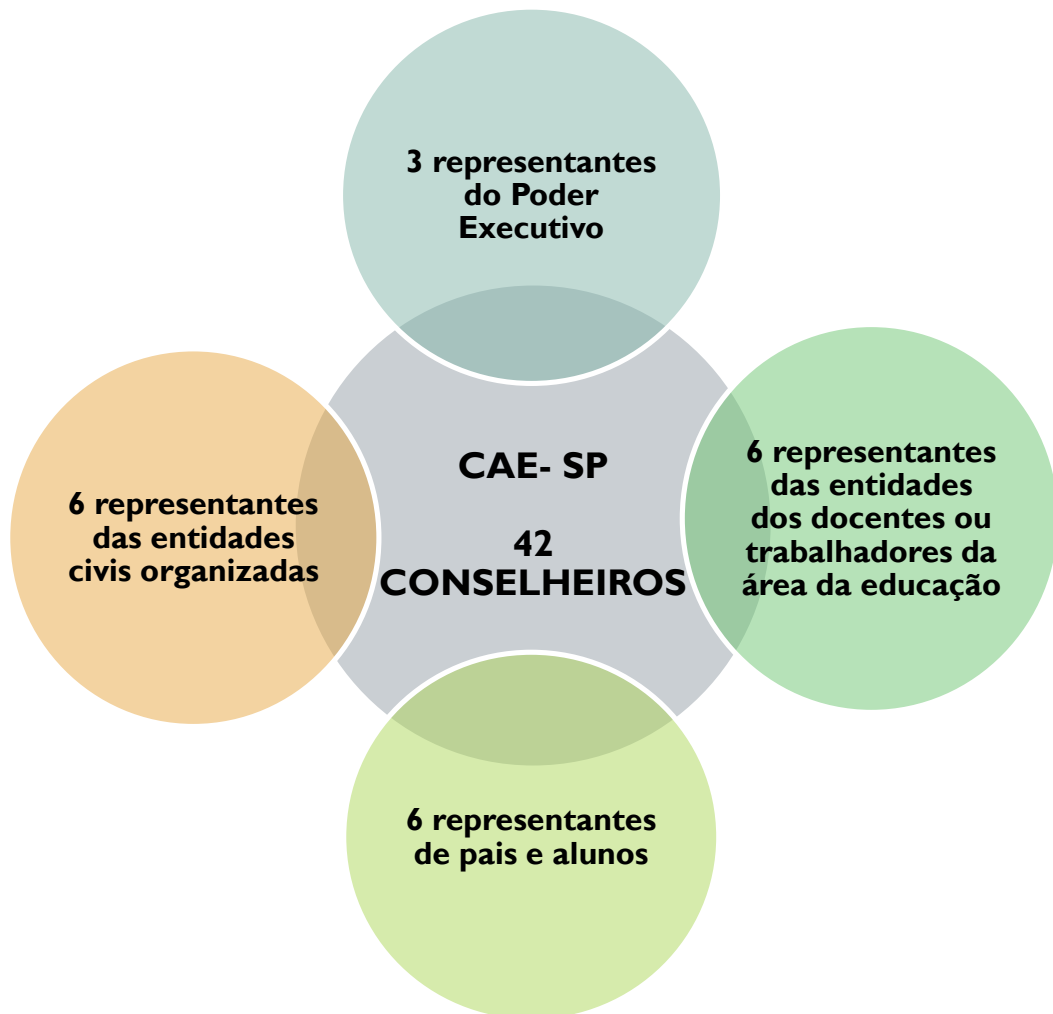 3 representantes
do Poder
Executivo
CAE- SP
42
CONSELHEIROS
6 representantes
das entidades
civis organizadas
6 representantes
das entidades
dos docentes ou
trabalhadores da
área da educação
6 representantes
de pais e alunos